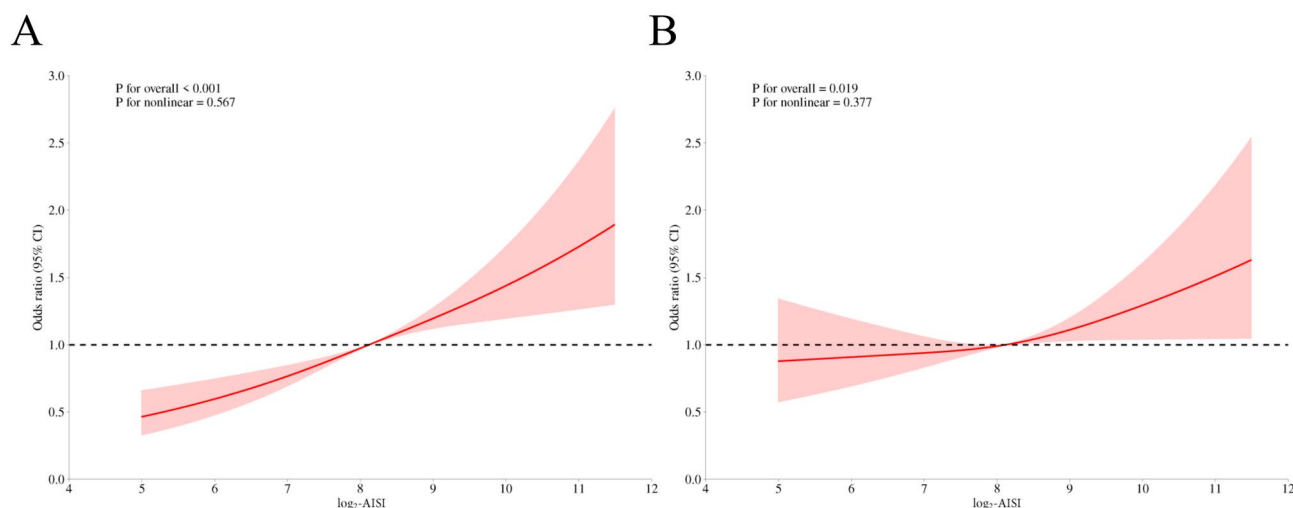 A
3.0
P for overall < 0.001
P for nonlinear = 0.567
2.5
2.0
Odds ratio (95% CI)
1.5
1.0
0.5
0.0
4 5 6 7 8 9 10 11 12
log₂-AISI
B
3.0
P for overall = 0.019
P for nonlinear = 0.377
2.5
2.0
Odds ratio (95% CI)
1.5
1.0
0.5
0.0
4 5 6 7 8 9 10 11 12
log₂-AISI